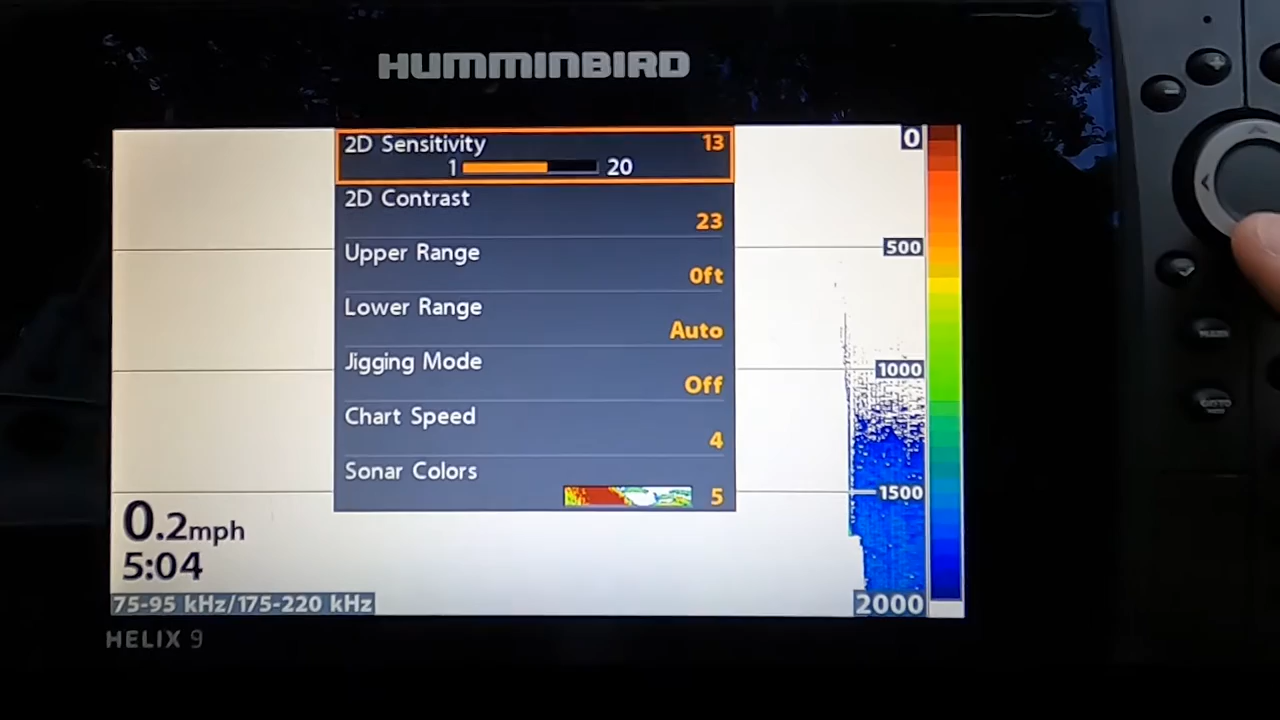 HUMMINBIRD
2D Sensitivity 13
1 20
2D Contrast
23
Upper Range
0ft
Lower Range
Auto
Jigging Mode
Off
Chart Speed
4
Sonar Colors
5
0
500
1000
1500
2000
0.2mph
5:04
75-95 kHz/175-220 kHz
HELIX 9